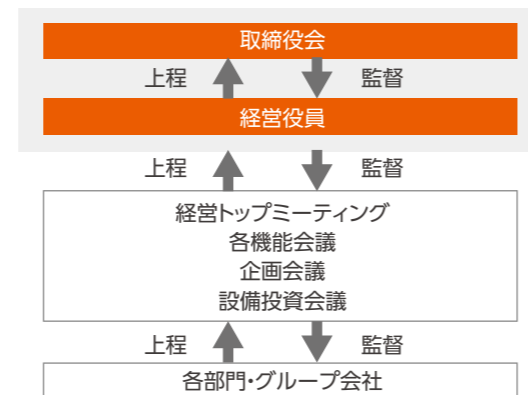 取締役会
上程 監督
経営役員
上程 監督
経営トップミーティング
各機能会議
企画会議
設備投資会議
上程 監督
各部門・グループ会社